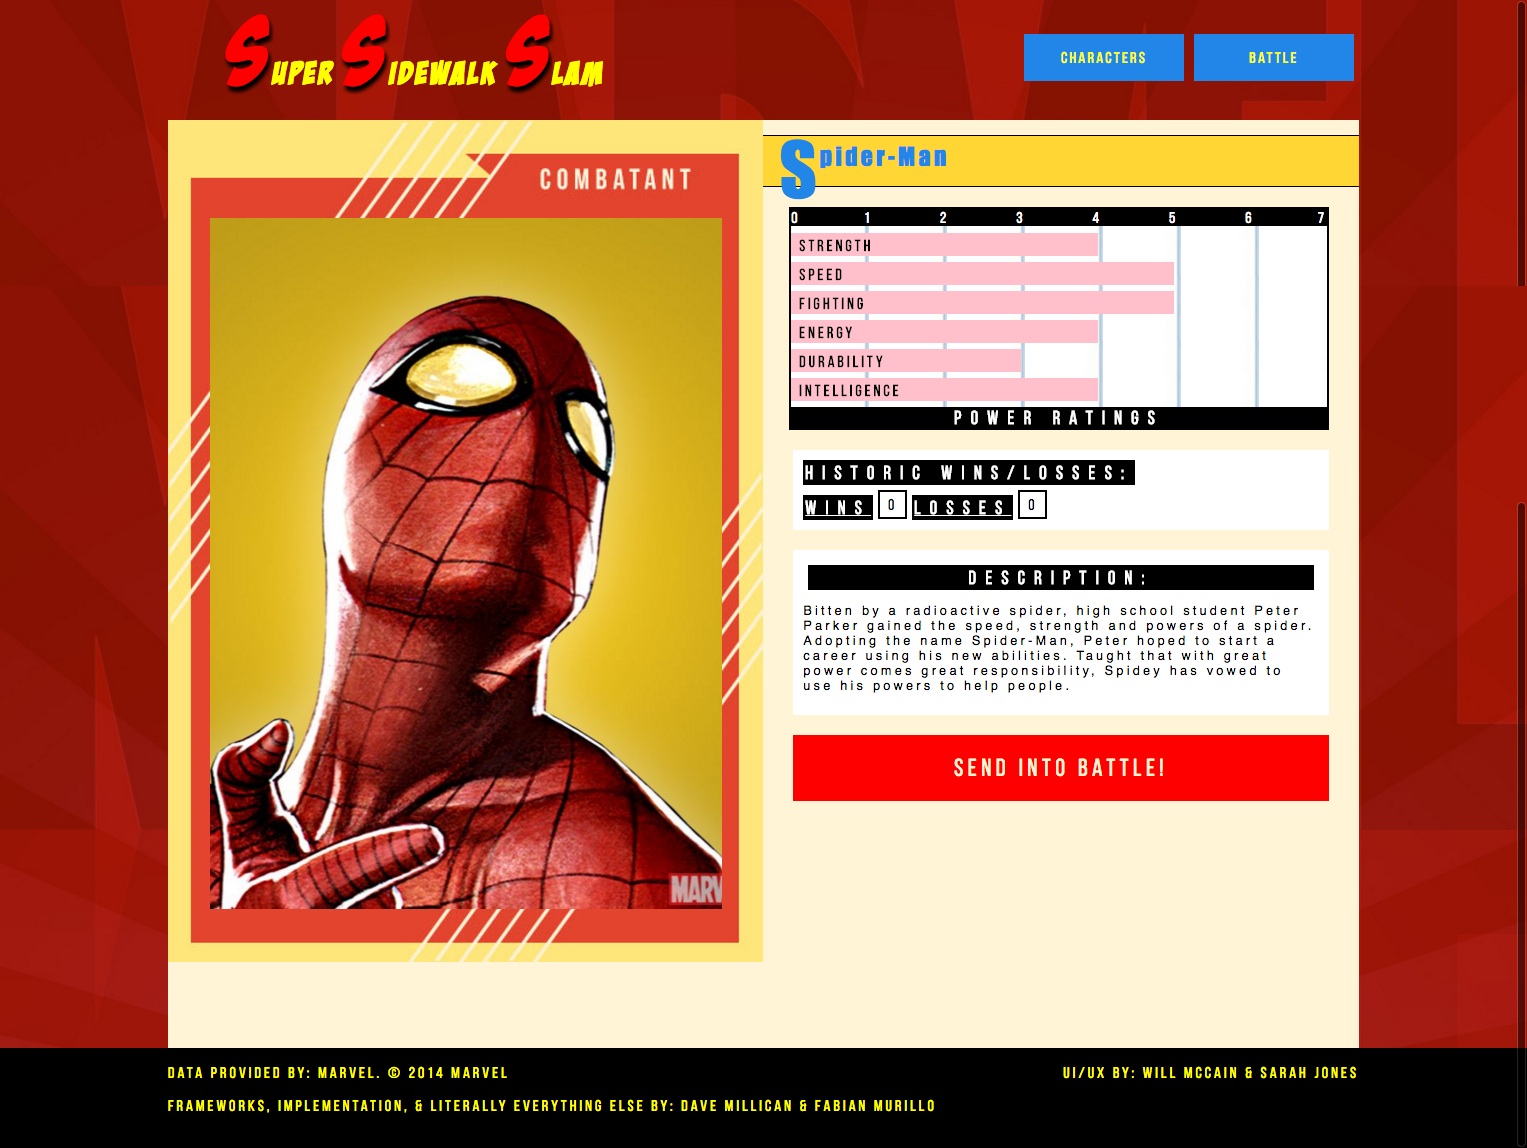 SUPER SIDEWALK SLAM
CHARACTERS
BATTLE
COMBATANT
MARV
Spider-Man
0 1 2 3 4 5 6 7
STRENGTH
SPEED
FIGHTING
ENERGY
DURABILITY
INTELLIGENCE
POWER RATINGS
HISTORIC WINS/LOSSES:
WINS 0 LOSSES 0
DESCRIPTION:
Bitten by a radioactive spider, high school student Peter
Parker gained the speed, strength and powers of a spider.
Adopting the name Spider-Man, Peter hoped to start a
career using his new abilities. Taught that with great
power comes great responsibility, Spidey has vowed to
use his powers to help people.
SEND INTO BATTLE!
DATA PROVIDED BY: MARVEL. © 2014 MARVEL
UI/UX BY: WILL MCCAIN & SARAH JONES
FRAMEWORKS, IMPLEMENTATION, & LITERALLY EVERYTHING ELSE BY: DAVE MILLICAN & FABIAN MURILLO